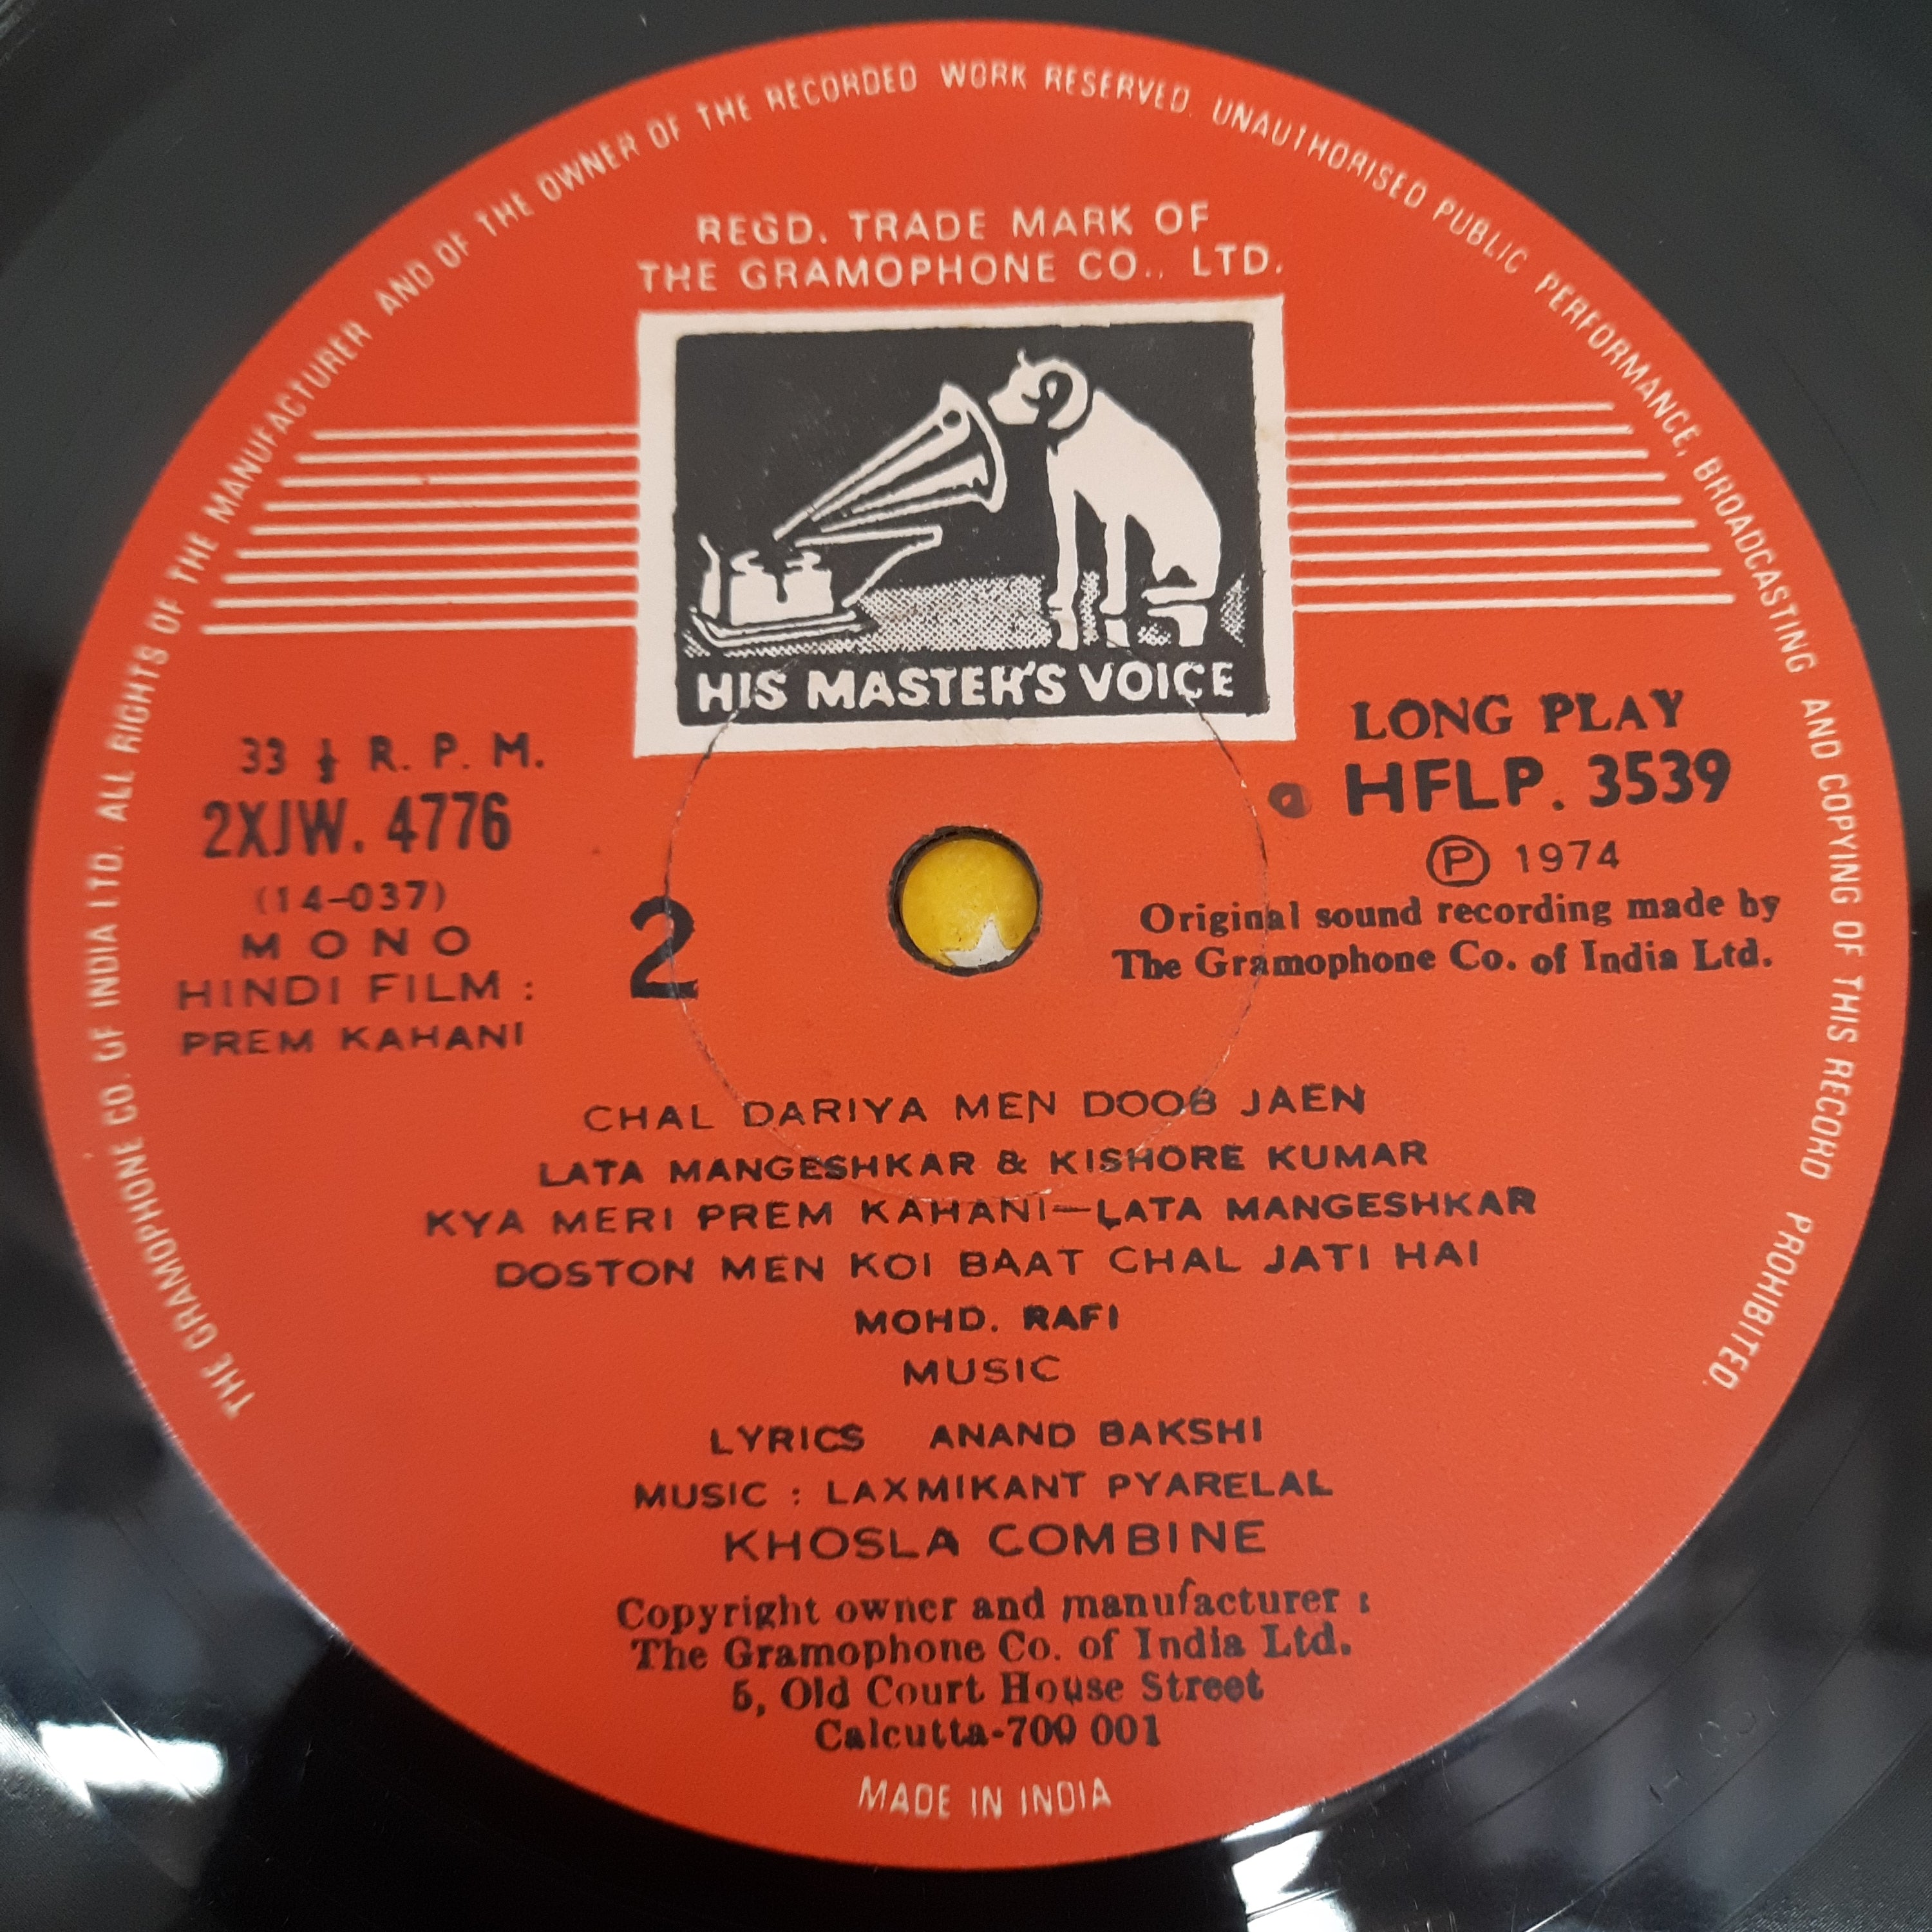 THE GRAMOPHONE CO. OF INDIA LTD. ALL RIGHTS OF THE MANUFACTURER AND OF THE OWNER OF THE RECORDED WORK RESERVED. UNAUTHORISED PUBLIC PERFORMANCE, BROADCASTING AND COPYING OF THIS RECORD PROHIBITED.
REGD. TRADE MARK OF
THE GRAMOPHONE CO., LTD.
HIS MASTER'S VOICE
33 ⅓ R. P. M.
2XJW. 4776
(14-037)
MONO
HINDI FILM :
PREM KAHANI
2
LONG PLAY
HFLP. 3539
℗ 1974
Original sound recording made by
The Gramophone Co. of India Ltd.
CHAL DARIYA MEN DOOB JAEN
LATA MANGESHKAR & KISHORE KUMAR
KYA MERI PREM KAHANI—LATA MANGESHKAR
DOSTON MEN KOI BAAT CHAL JATI HAI
MOHD. RAFI
MUSIC
LYRICS ANAND BAKSHI
MUSIC : LAXMIKANT PYARELAL
KHOSLA COMBINE
Copyright owner and manufacturer :
The Gramophone Co. of India Ltd.
5, Old Court House Street
Calcutta-700 001
MADE IN INDIA